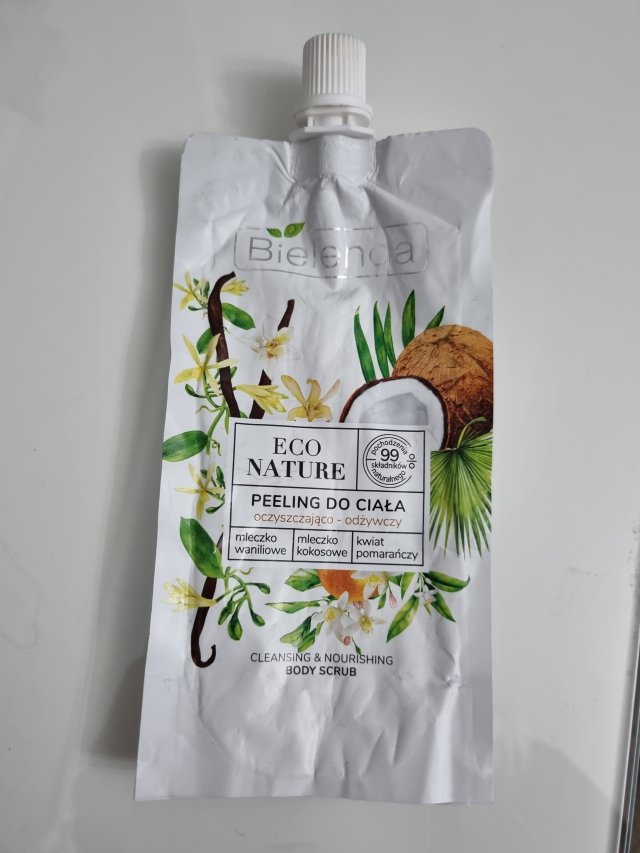 Bielenda
ECO
NATURE
pochodzenia
99 %
składników
naturalnego
PEELING DO CIAŁA
oczyszczająco - odżywczy
mleczko
waniliowe
mleczko
kokosowe
kwiat
pomarańczy
CLEANSING & NOURISHING
BODY SCRUB